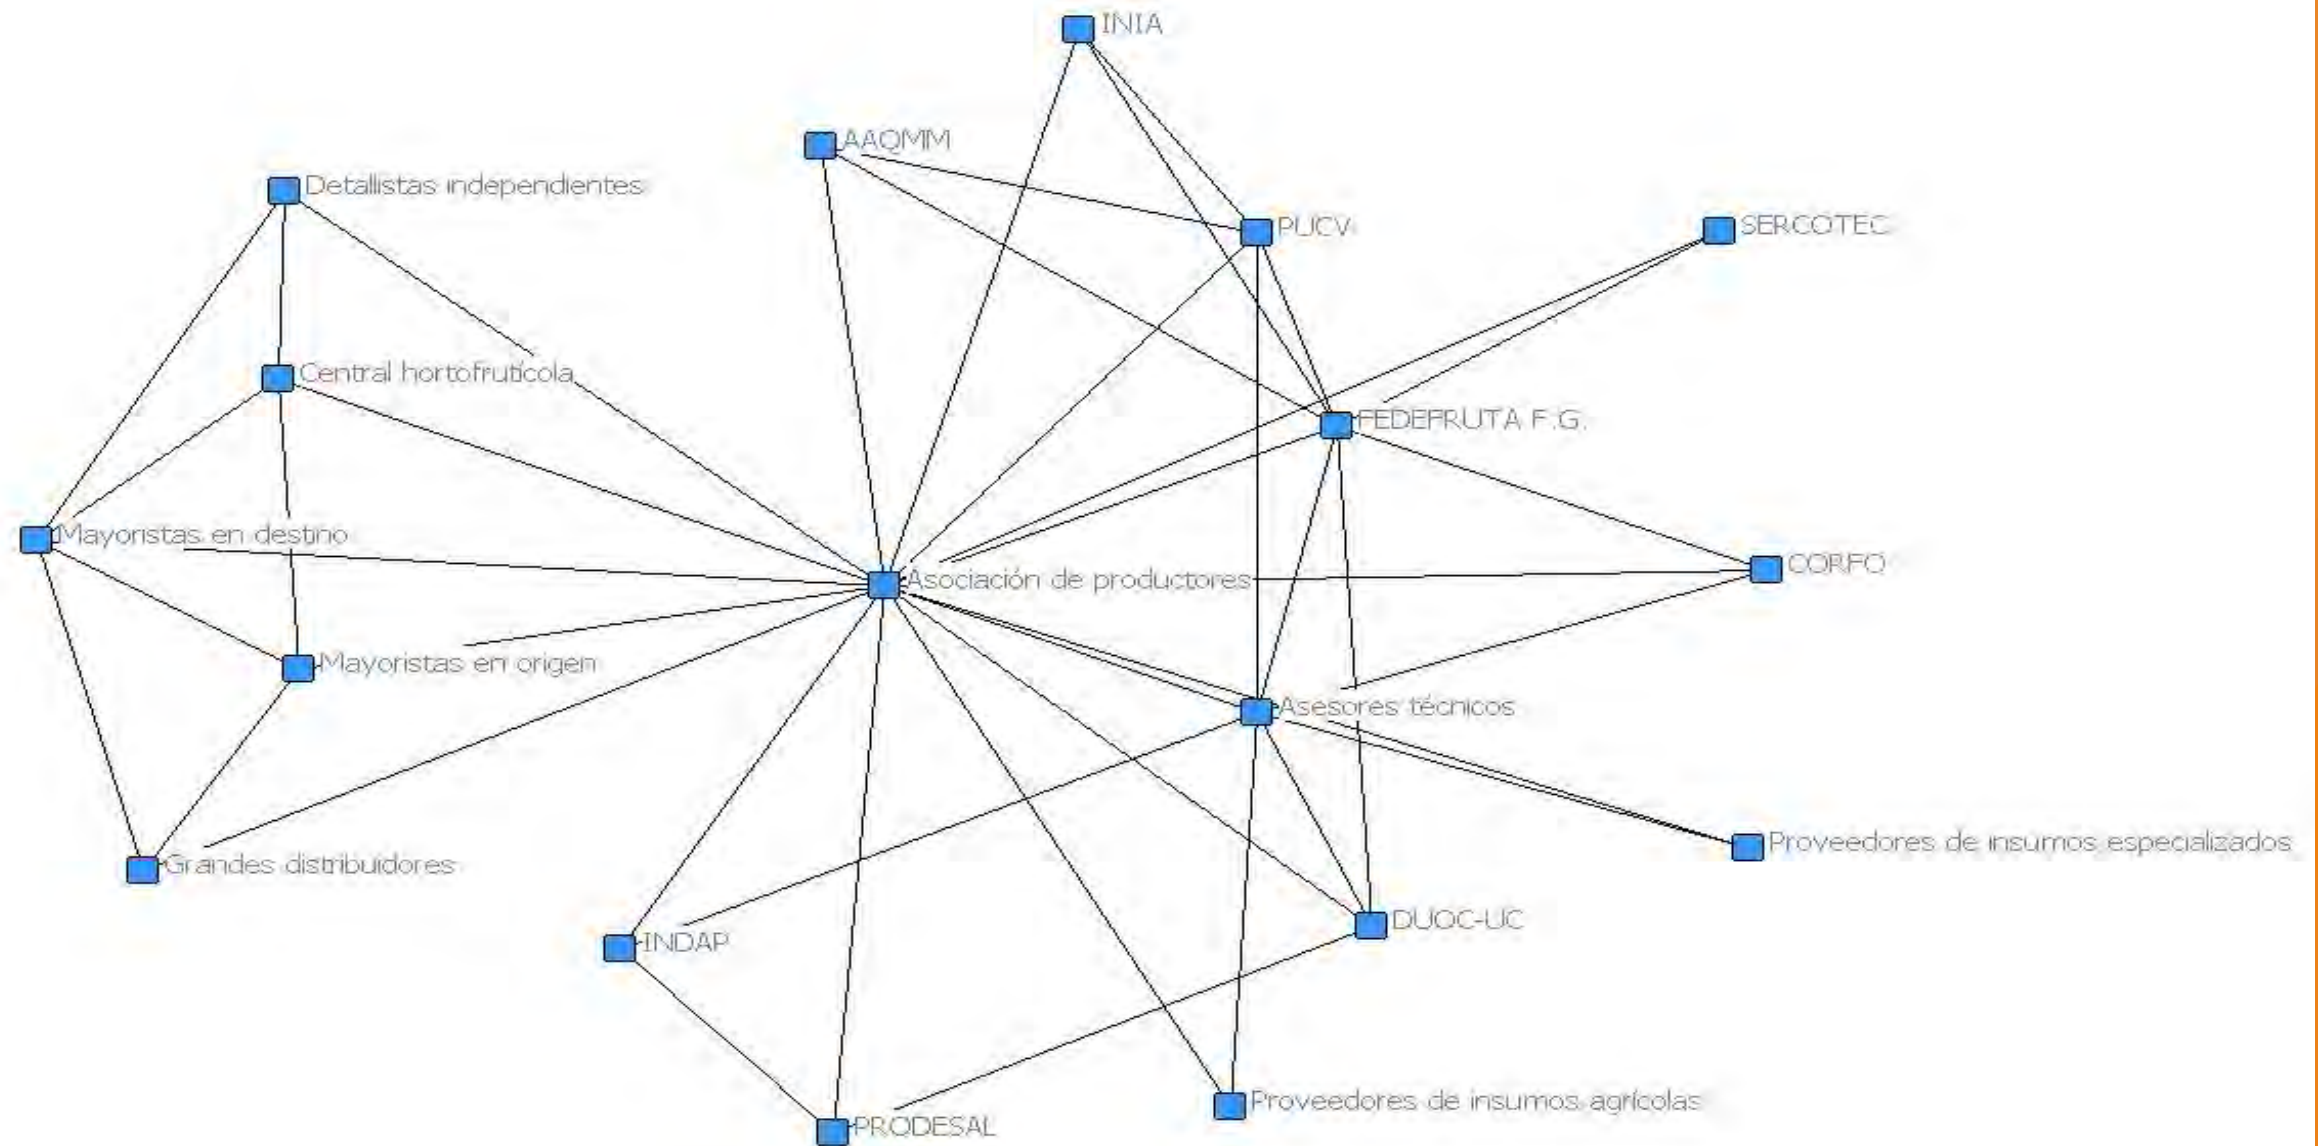 INIA
AAQMM
Detallistas independientes
PUCV
SERCOTEC
Central hortofrutícola
FEDEFRUTA F.G.
Mayoristas en destino
CORFO
Asociación de productores
Mayoristas en origen
Asesores técnicos
Proveedores de insumos especializados
Grandes distribuidores
DUOC-UC
INDAP
Proveedores de insumos agrícolas
PRODESAL